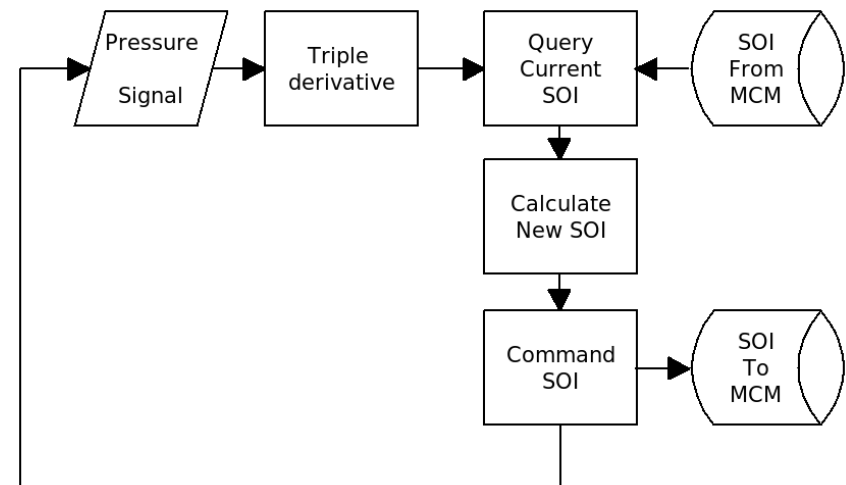 Pressure
Signal
Triple
derivative
Query
Current
SOI
SOI
From
MCM
Calculate
New SOI
Command
SOI
SOI
To
MCM